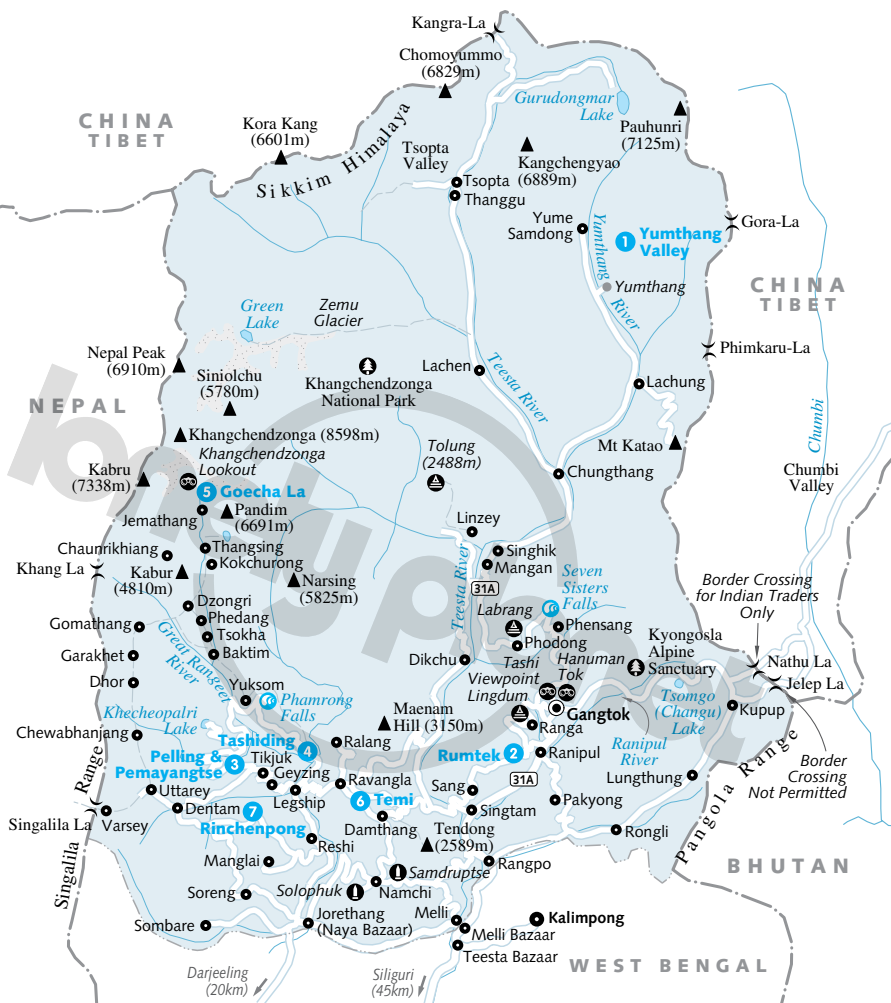 Kangra-La
Chomoyummo
(6829m)
Gurudongmar
Lake
CHINA
TIBET
Kora Kang
(6601m)
Pauhunri
(7125m)
Sikkim Himalaya
Tsopta
Valley
Kangchengyao
(6889m)
Tsopta
Thanggu
Yume
Samdong
Yumthang
River
1 Yumthang
Valley
Gora-La
Yumthang
CHINA
TIBET
Green
Lake
Zemu
Glacier
Nepal Peak
(6910m)
Siniolchu
(5780m)
Khangchendzonga
National Park
Lachen
Teesta River
Phimkaru-La
Lachung
NEPAL
Khangchendzonga (8598m)
Khangchendzonga
Lookout
Tolung
(2488m)
Mt Katao
Chumbi
Kabru
(7338m)
5 Goecha La
Chungthang
Chumbi
Valley
Jemathang
Pandim
(6691m)
Linzey
Chaunrikhiang
Thangsing
Kokchurong
Singhik
Mangan
Khang La
Kabur
(4810m)
Narsing
(5825m)
Teesta River
31A
Seven
Sisters
Falls
Border Crossing
for Indian Traders
Only
Dzongri
Labrang
Gomathang
Phedang
Tsokha
Baktim
Phensang
Phodong
Kyongosla
Alpine
Sanctuary
Garakhet
Great Rangeet
River
Dikchu
Tashi
Viewpoint
Hanuman
Tok
Nathu La
Jelep La
Dhor
Lingdum
Yuksom
Phamrong
Falls
Tsomgo
(Changu)
Lake
Kupup
Khecheopalri
Lake
Maenam
Hill (3150m)
Gangtok
Ranga
Chewabhanjang
Tashiding
4
Ralang
Rumtek 2
Ranipul
Ranipul
River
Pelling &
Pemayangtse
3
Tikjuk
Geyzing
Ravangla
31A
Lungthung
Border
Crossing
Not Permitted
Uttarey
Legship
6 Temi
Sang
Pakyong
Dentam
7
Rinchenpong
Damthang
Singtam
Singalila La
Varsey
Singalila Range
Reshi
Tendong
(2589m)
Rongli
Pangola Range
Manglai
Samdruptse
Rangpo
BHUTAN
Soreng
Solophuk
Namchi
Sombare
Jorethang
(Naya Bazaar)
Melli
Melli Bazaar
Kalimpong
Teesta Bazaar
Darjeeling
(20km)
Siliguri
(45km)
WEST BENGAL
lonely planet